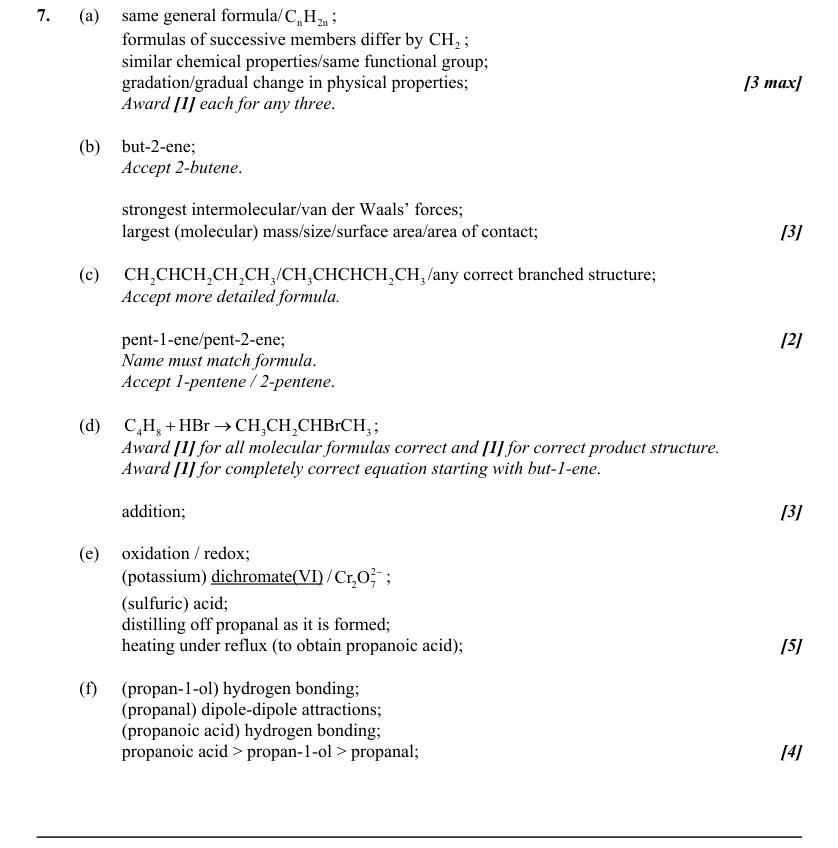 7. (a) same general formula/CₙH₂ₙ ;
formulas of successive members differ by CH₂ ;
similar chemical properties/same functional group;
gradation/gradual change in physical properties; [3 max]
Award [1] each for any three.
(b) but-2-ene;
Accept 2-butene.
strongest intermolecular/van der Waals’ forces;
largest (molecular) mass/size/surface area/area of contact; [3]
(c) CH₂CHCH₂CH₂CH₃/CH₃CHCHCH₂CH₃/any correct branched structure;
Accept more detailed formula.
pent-1-ene/pent-2-ene; [2]
Name must match formula.
Accept 1-pentene / 2-pentene.
(d) C₄H₈ + HBr → CH₃CH₂CHBrCH₃ ;
Award [1] for all molecular formulas correct and [1] for correct product structure.
Award [1] for completely correct equation starting with but-1-ene.
addition; [3]
(e) oxidation / redox;
(potassium) dichromate(VI) / Cr₂O₇²⁻ ;
(sulfuric) acid;
distilling off propanal as it is formed;
heating under reflux (to obtain propanoic acid); [5]
(f) (propan-1-ol) hydrogen bonding;
(propanal) dipole-dipole attractions;
(propanoic acid) hydrogen bonding;
propanoic acid > propan-1-ol > propanal; [4]